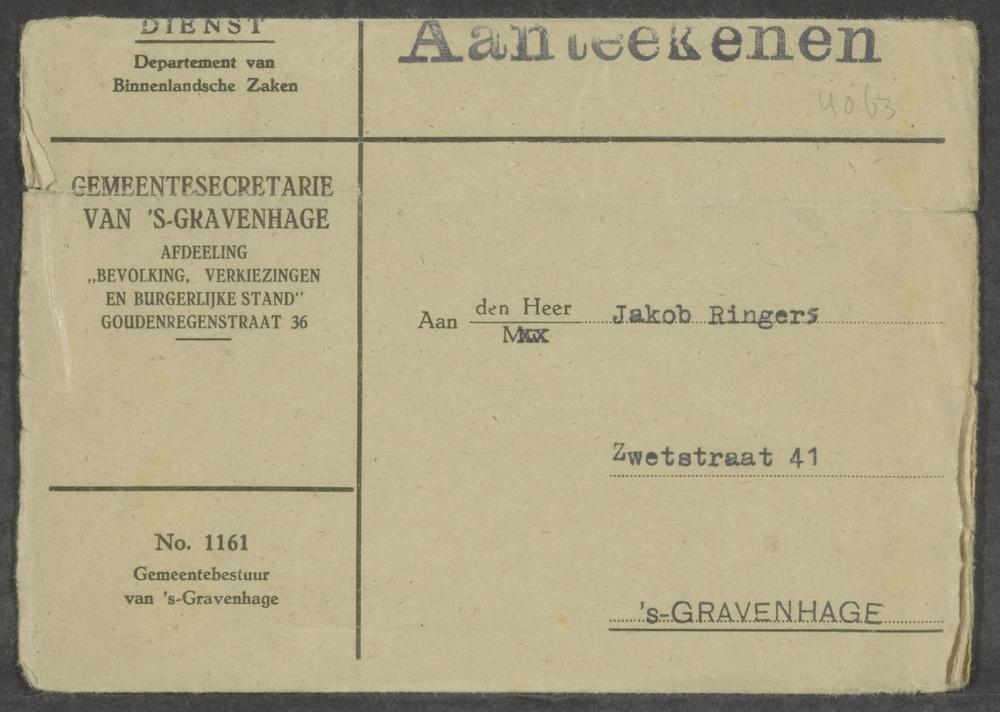 DIENST
Departement van
Binnenlandsche Zaken
Aanteekenen
4063
GEMEENTESECRETARIE
VAN 'S-GRAVENHAGE
AFDEELING
„BEVOLKING, VERKIEZINGEN
EN BURGERLIJKE STAND”
GOUDENREGENSTRAAT 36
Aan den Heer Jakob Ringers
Zwetstraat 41
's-GRAVENHAGE
No. 1161
Gemeentebestuur
van 's-Gravenhage